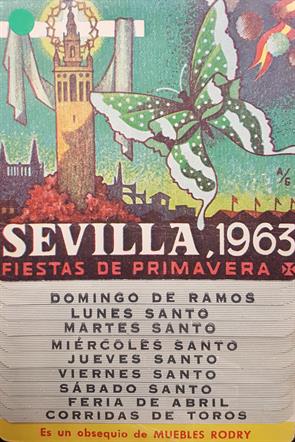 A/G
SEVILLA, 1963
FIESTAS DE PRIMAVERA
DOMINGO DE RAMOS
LUNES SANTO
MARTES SANTO
MIÉRCOLES SANTO
JUEVES SANTO
VIERNES SANTO
SÁBADO SANTO
FERIA DE ABRIL
CORRIDAS DE TOROS
Es un obsequio de MUEBLES RODRY